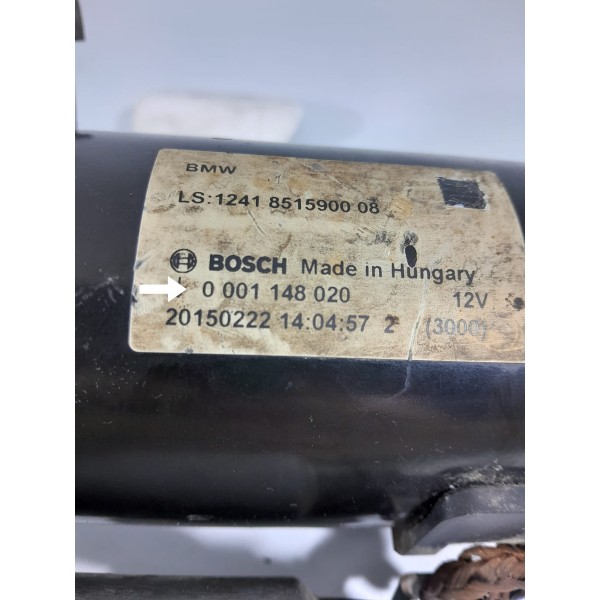 BMW
LS:1241 8515900 08
BOSCH Made in Hungary
0 001 148 020 12V
20150222 14:04:57 2 (3000)